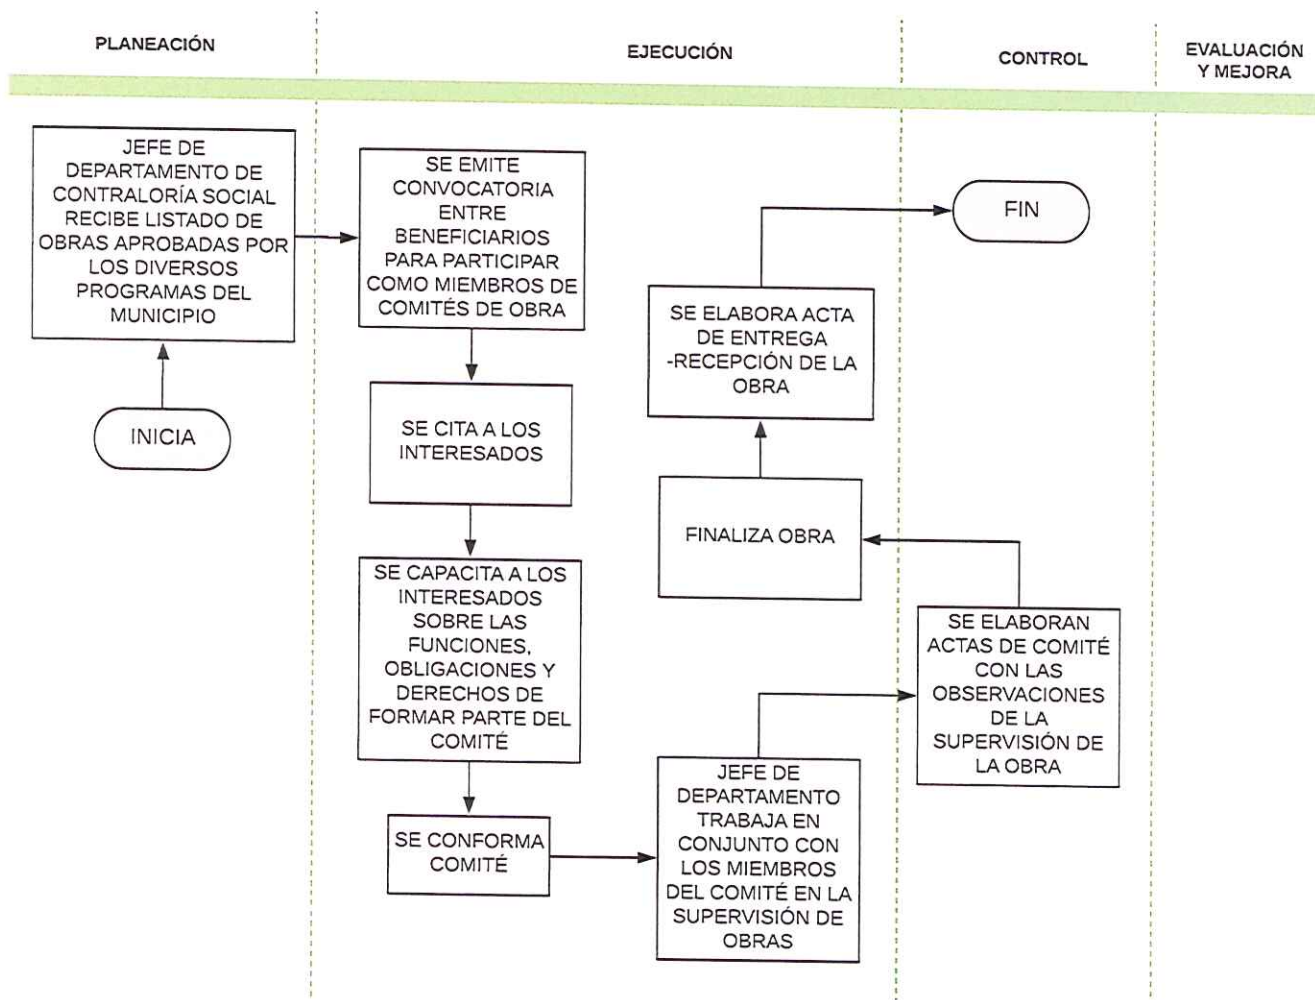 PLANEACIÓN
EJECUCIÓN
CONTROL
EVALUACIÓN
Y MEJORA
INICIA
JEFE DE
DEPARTAMENTO DE
CONTRALORÍA SOCIAL
RECIBE LISTADO DE
OBRAS APROBADAS POR
LOS DIVERSOS
PROGRAMAS DEL
MUNICIPIO
SE EMITE
CONVOCATORIA
ENTRE
BENEFICIARIOS
PARA PARTICIPAR
COMO MIEMBROS DE
COMITÉS DE OBRA
SE CITA A LOS
INTERESADOS
SE CAPACITA A LOS
INTERESADOS
SOBRE LAS
FUNCIONES,
OBLIGACIONES Y
DERECHOS DE
FORMAR PARTE DEL
COMITÉ
SE CONFORMA
COMITÉ
JEFE DE
DEPARTAMENTO
TRABAJA EN
CONJUNTO CON
LOS MIEMBROS
DEL COMITÉ EN LA
SUPERVISIÓN DE
OBRAS
SE ELABORAN
ACTAS DE COMITÉ
CON LAS
OBSERVACIONES
DE LA
SUPERVISIÓN DE
LA OBRA
FINALIZA OBRA
SE ELABORA ACTA
DE ENTREGA
-RECEPCIÓN DE LA
OBRA
FIN